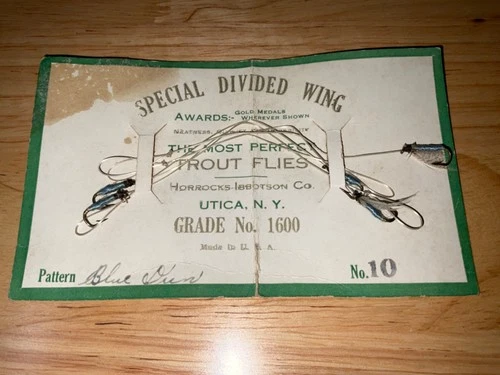 SPECIAL DIVIDED WING
AWARDS:- GOLD MEDALS WHEREVER SHOWN
NEATNESS,
THE MOST PERFECT
TROUT FLIES
HORROCKS-IBBOTSON CO.
UTICA, N. Y.
GRADE No. 1600
Made in U. S. A.
Pattern Blue Dun
No. 10